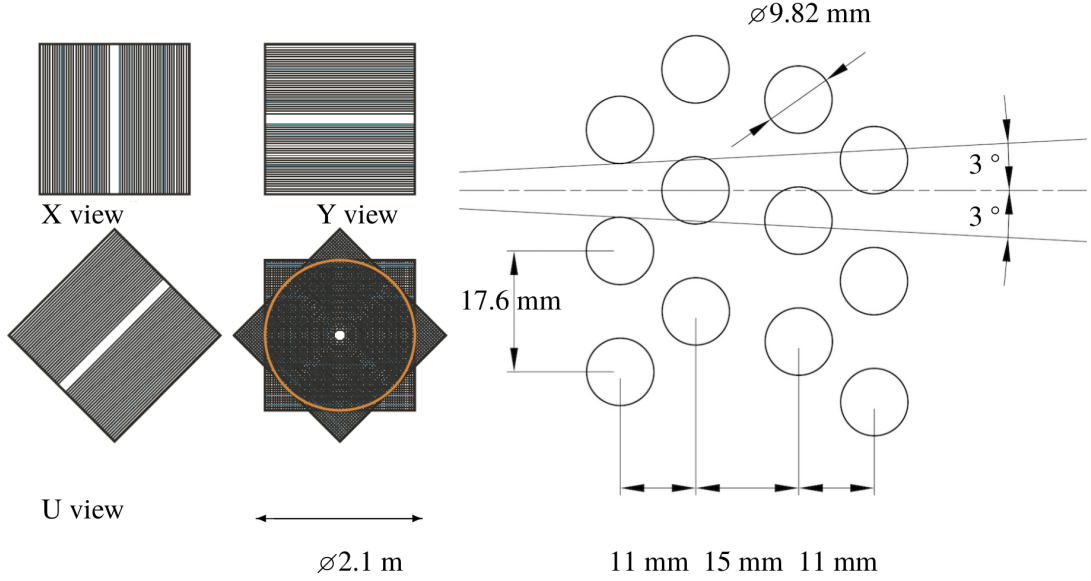 ⌀9.82 mm
X view
Y view
3 °
3 °
17.6 mm
U view
⌀2.1 m
11 mm 15 mm 11 mm